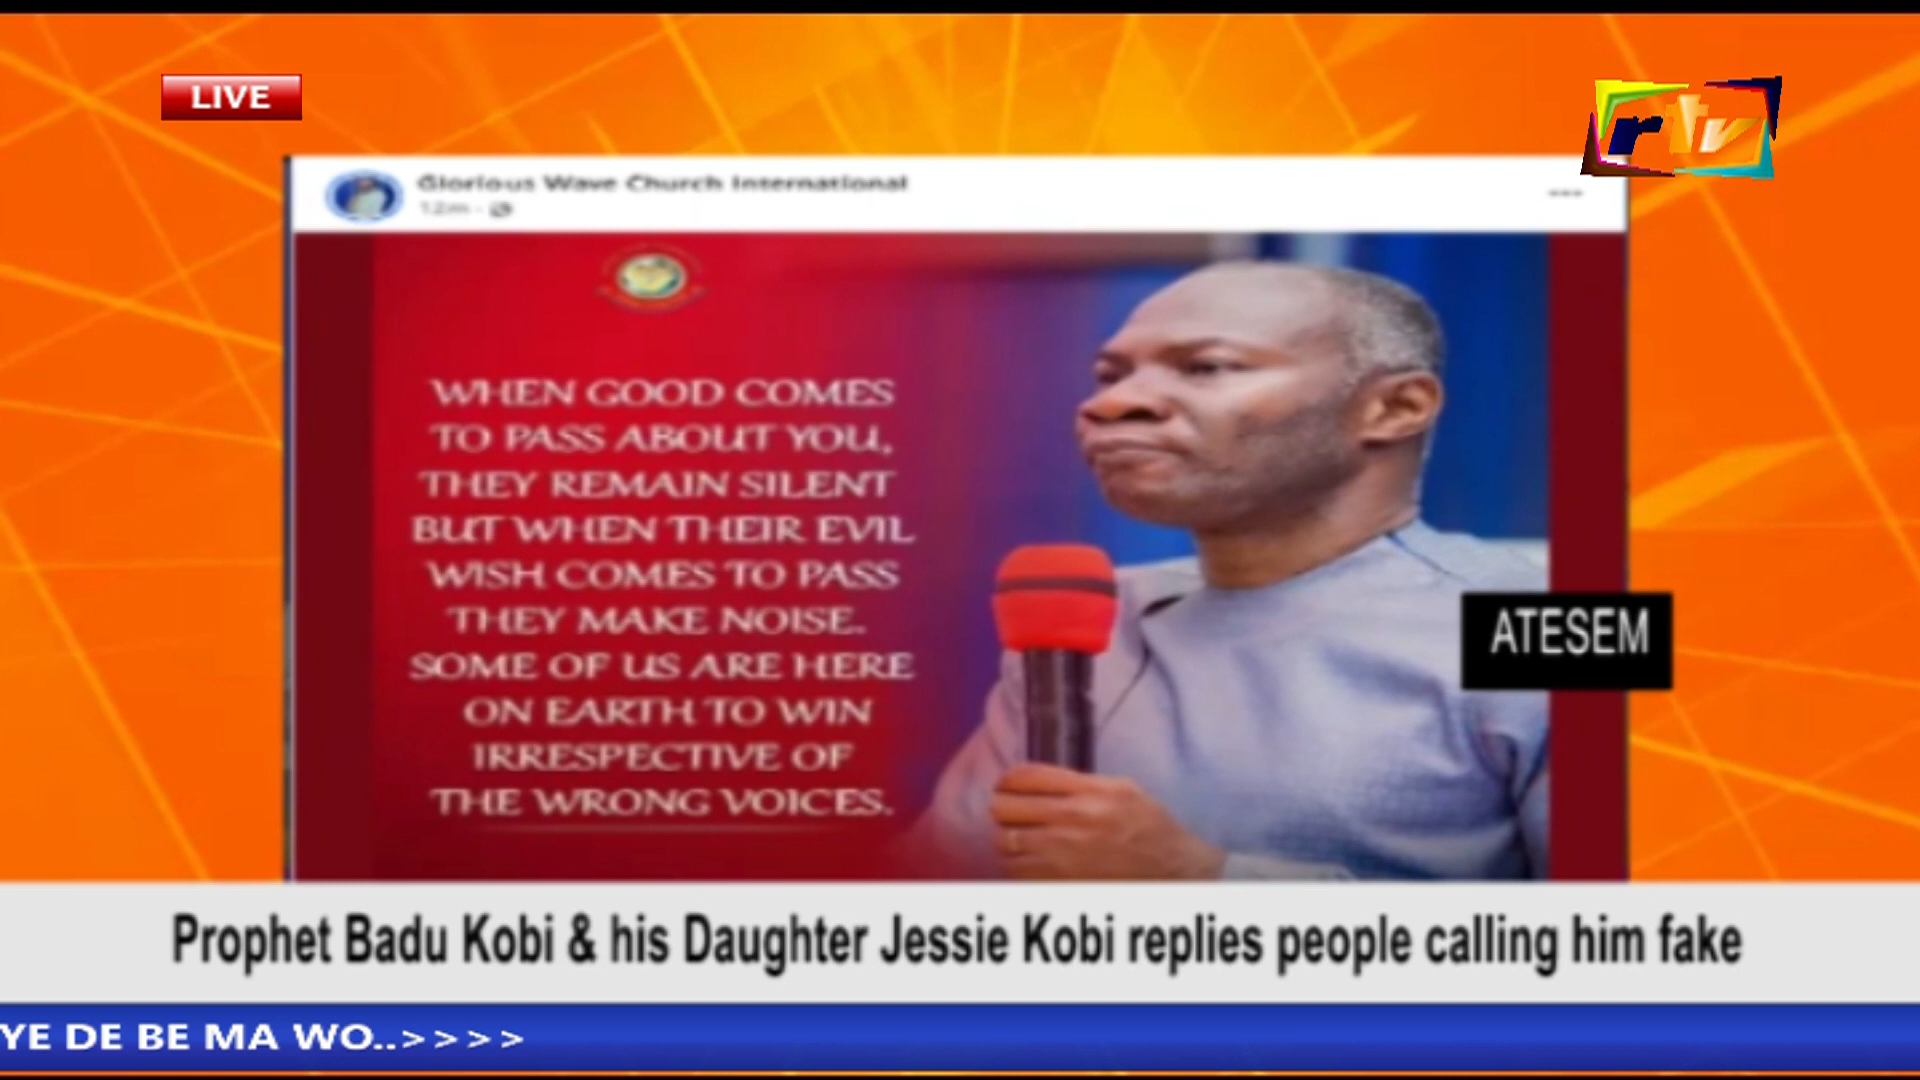 LIVE
rtv
Glorious Wave Church International
12m
WHEN GOOD COMES
TO PASS ABOUT YOU,
THEY REMAIN SILENT
BUT WHEN THEIR EVIL
WISH COMES TO PASS
THEY MAKE NOISE.
SOME OF US ARE HERE
ON EARTH TO WIN
IRRESPECTIVE OF
THE WRONG VOICES.
ATESEM
Prophet Badu Kobi & his Daughter Jessie Kobi replies people calling him fake
YE DE BE MA WO..>>>>